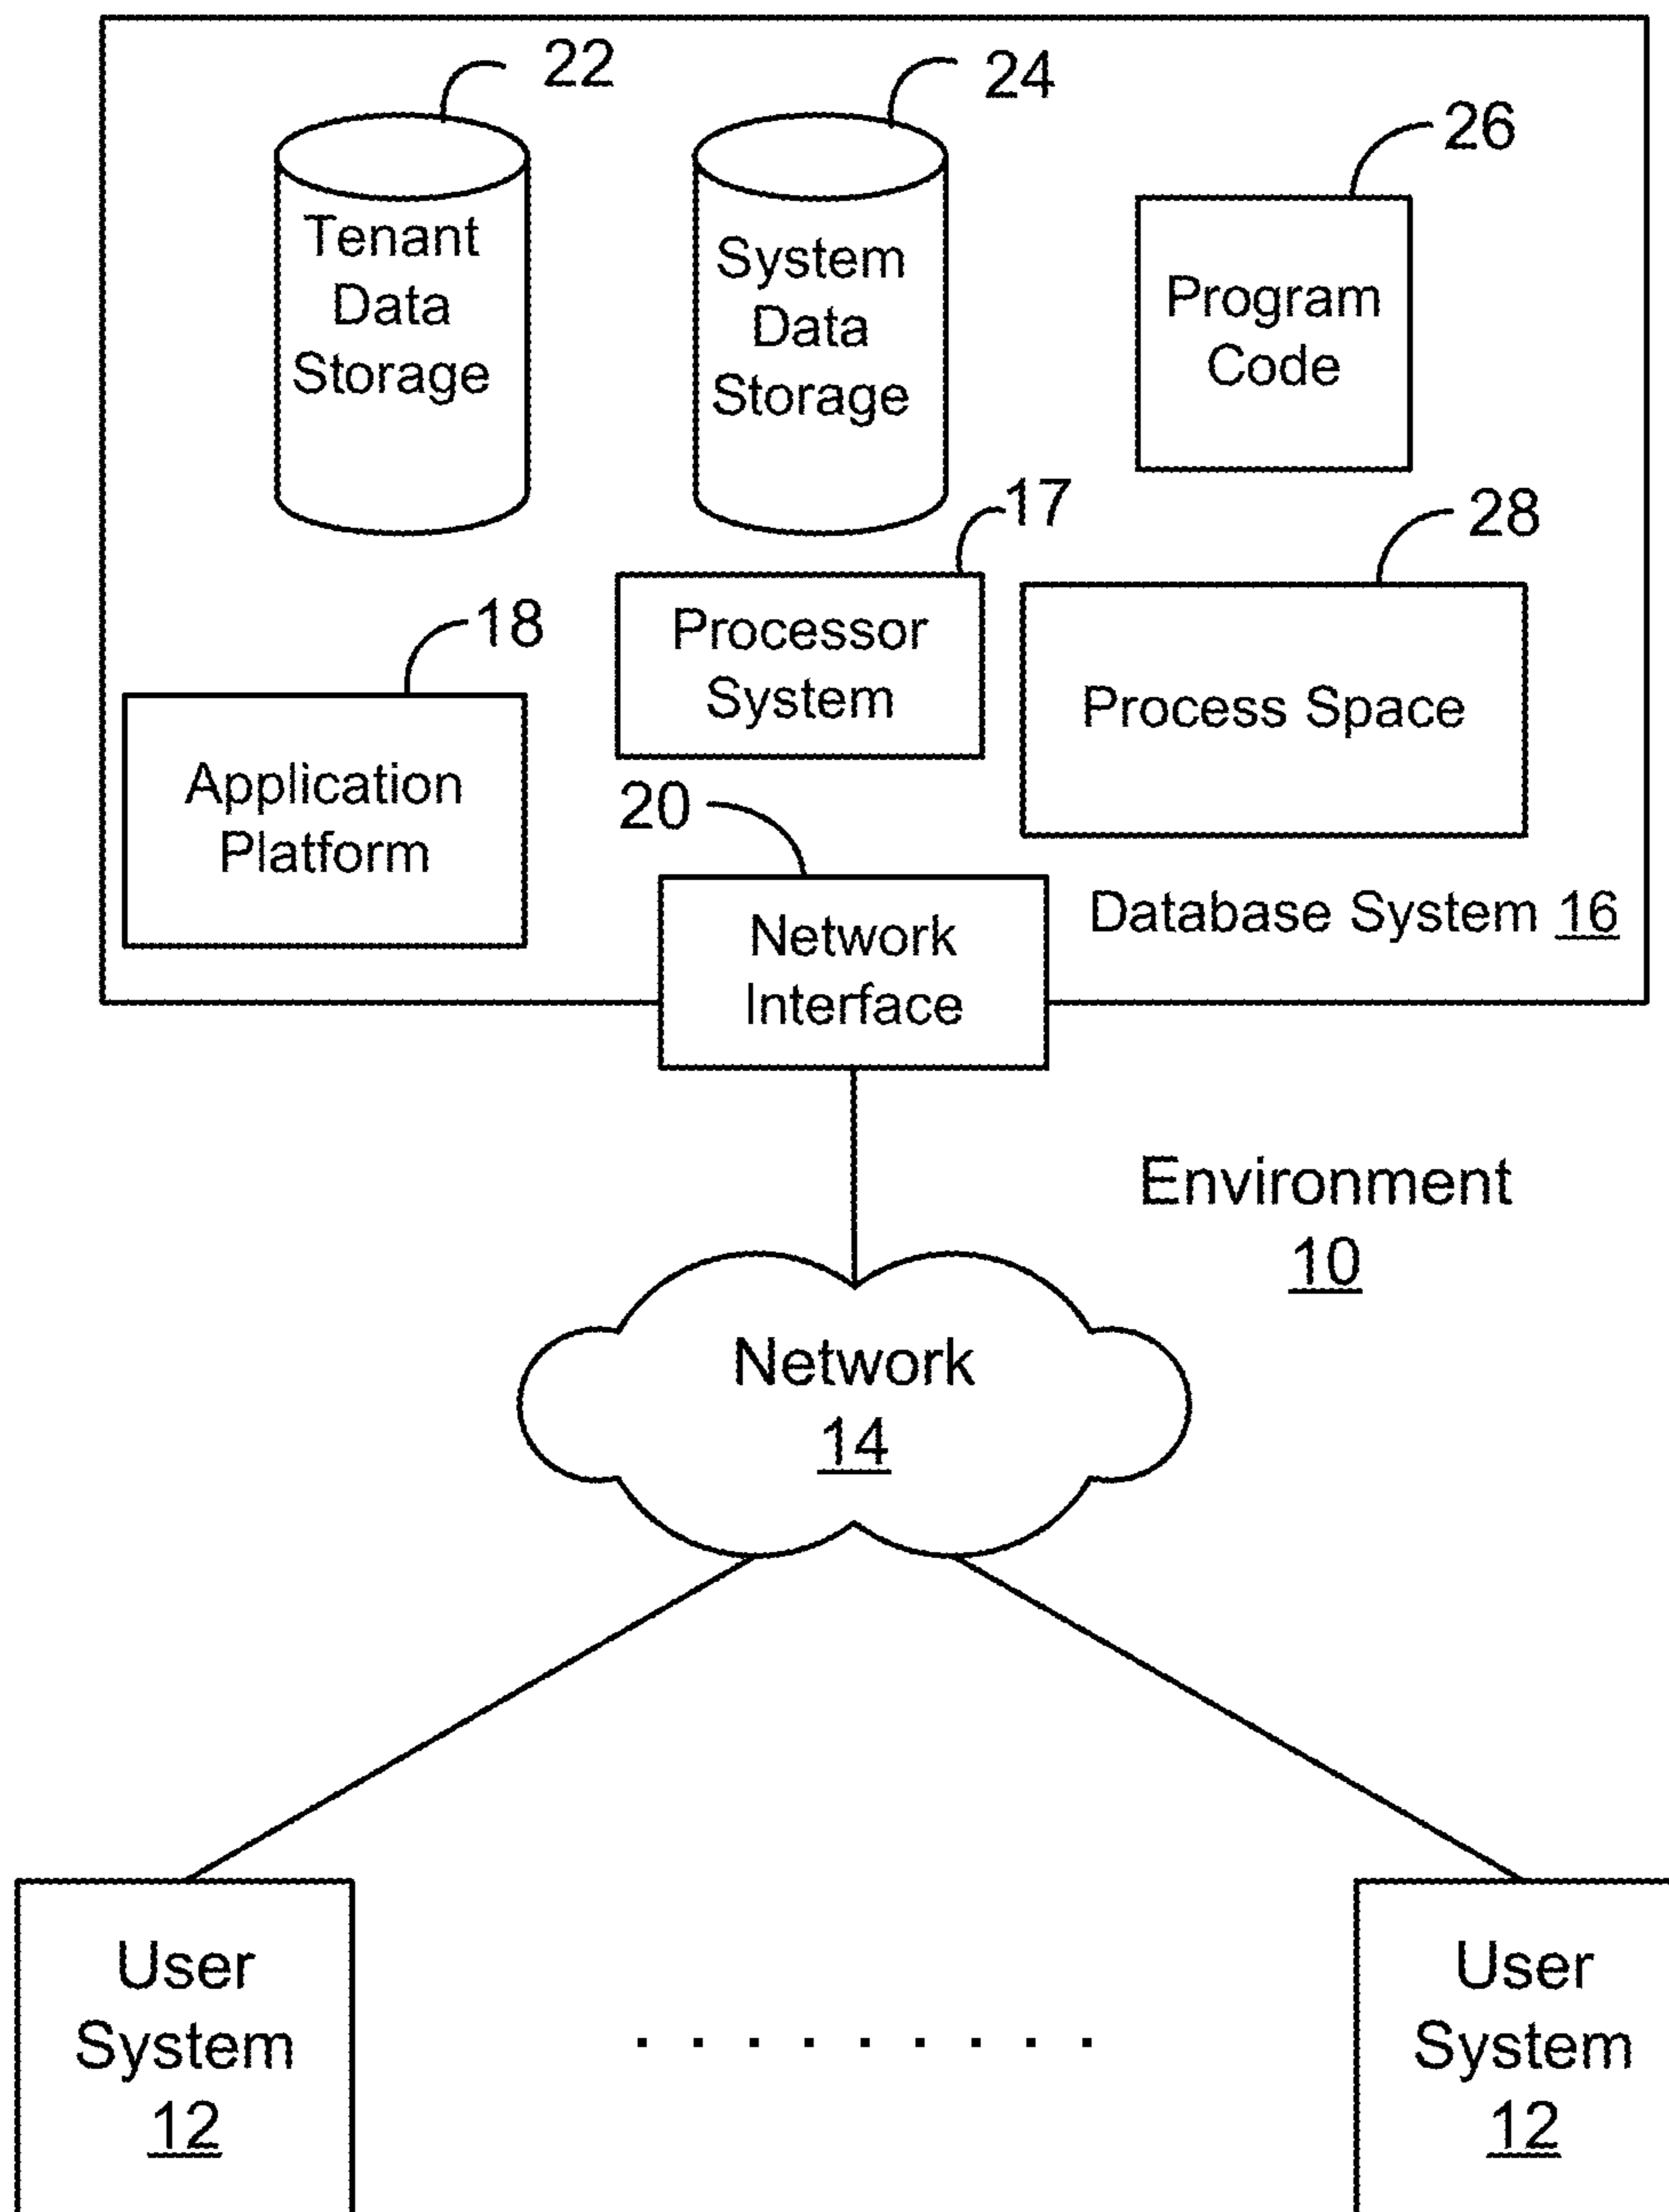 22
24
26
Tenant
Data
Storage
System
Data
Storage
Program
Code
17
28
18
Processor
System
Process Space
Application
Platform
20
Database System 16
Network
Interface
Environment
10
Network
14
User
System
12
. . . . . . . . .
User
System
12